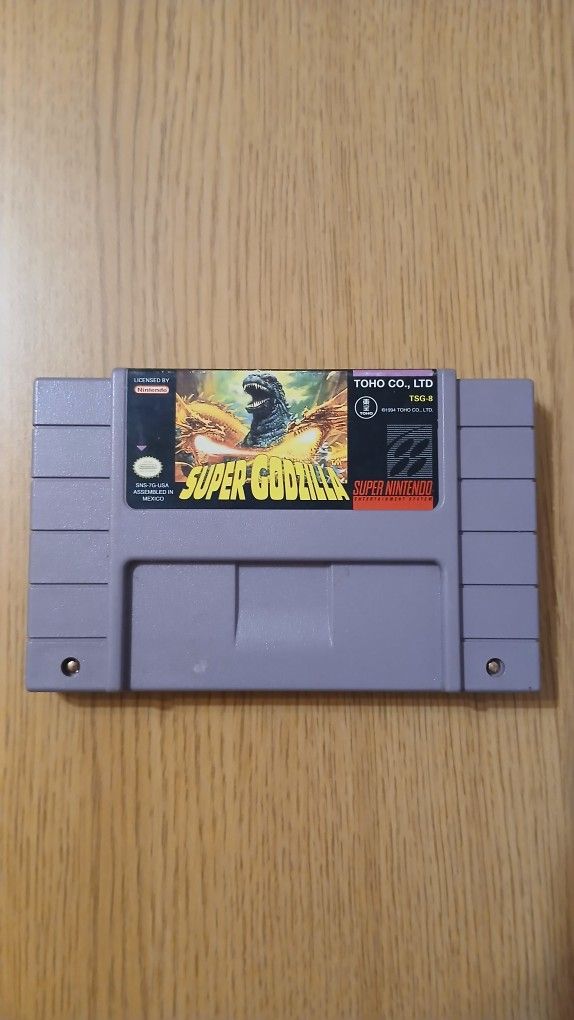 LICENSED BY
Nintendo
SNS-7G-USA
ASSEMBLED IN
MEXICO
SUPER GODZILLA
TOHO CO., LTD
TSG-8
TOHO
©1994 TOHO CO., LTD.
SUPER NINTENDO
ENTERTAINMENT SYSTEM